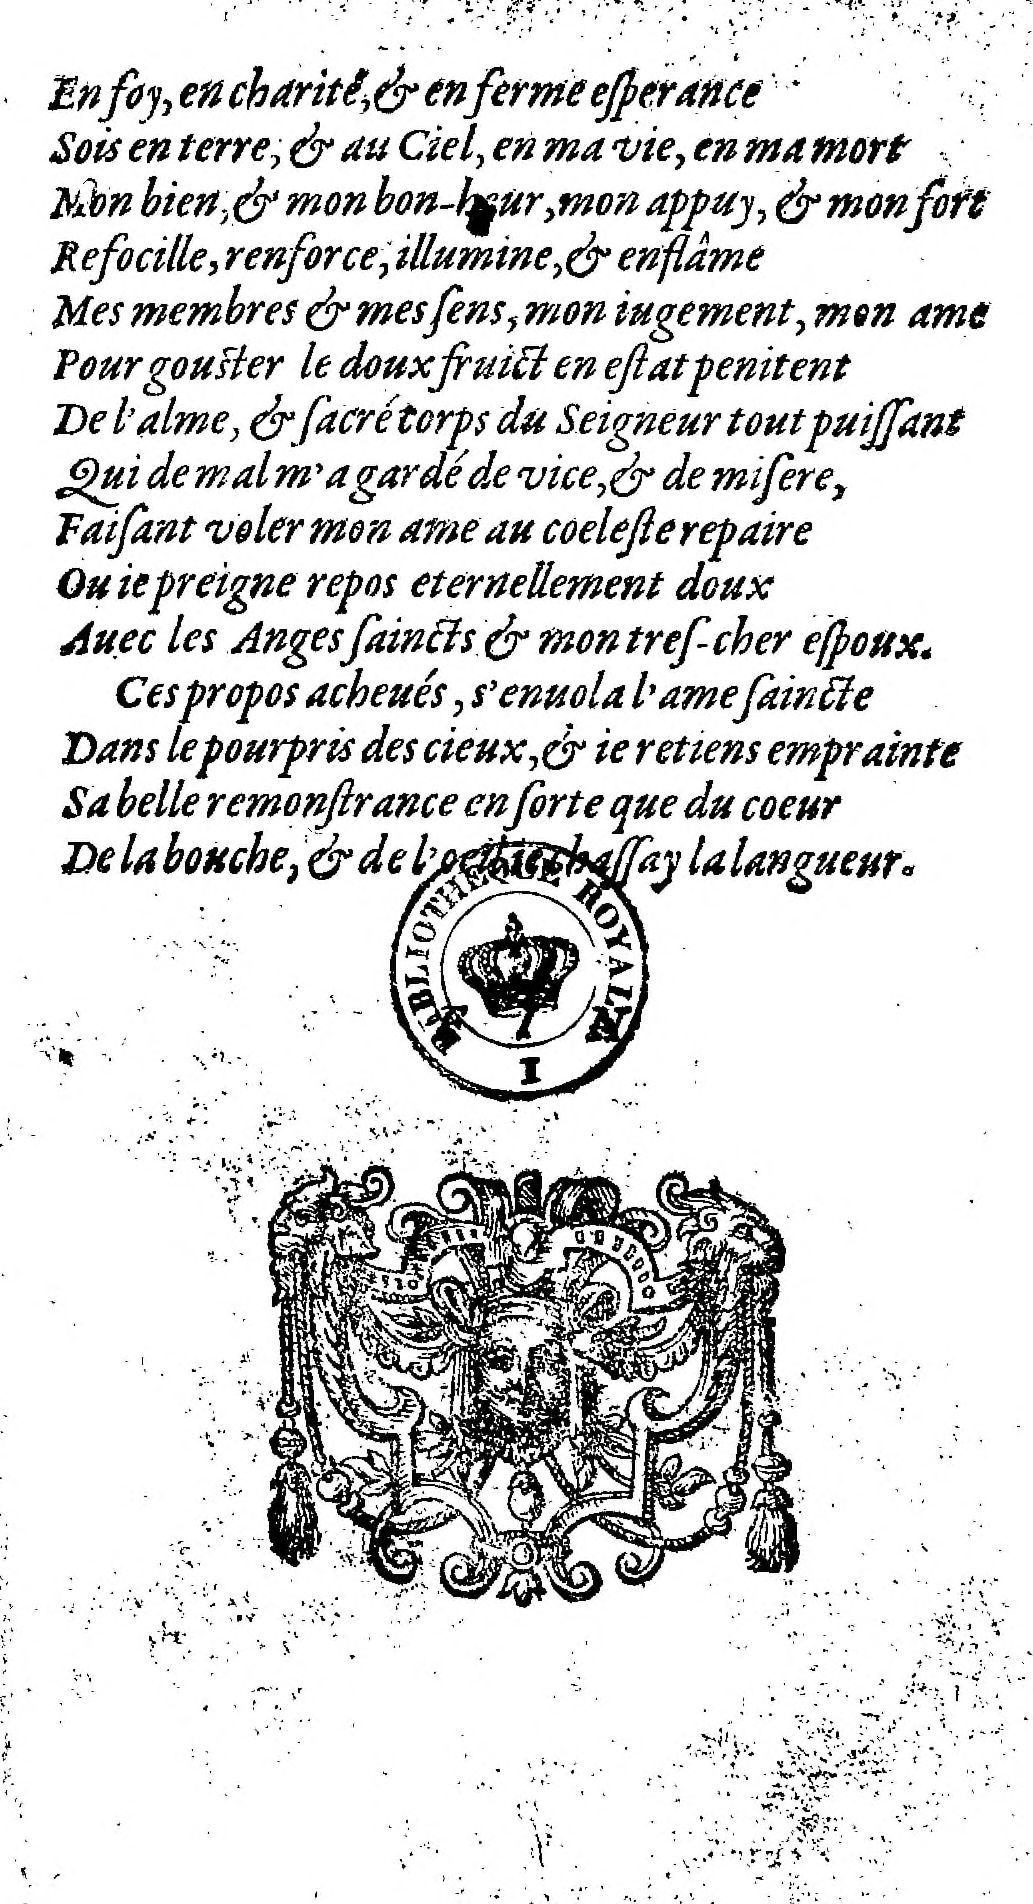 En foy, en charité, & en ferme eſperance
Sois en terre, & au Ciel, en ma vie, en ma mort
Mon bien, & mon bon-heur, mon appuy, & mon fort
Refocille, renforce, illumine, & enflâme
Mes membres & mes ſens, mon iugement, mon ame
Pour gouſter le doux fruict en eſtat penitent
De l'alme, & ſacré corps du Seigneur tout puiſſant
Qui de mal m'a gardé de vice, & de miſere,
Faiſant voler mon ame au coeleſte repaire
Ou ie preigne repos eternellement doux
Auec les Anges ſaincts & mon treſ-cher eſpoux.
Ces propos acheués, s'enuola l'ame ſaincte
Dans le pourpris des cieux, & ie retiens emprainte
Sa belle remonſtrance en ſorte que du coeur
De la bouche, & de l'oeil ie chaſſay la langueur.
BIBLIOTHEQUE ROYALE
I